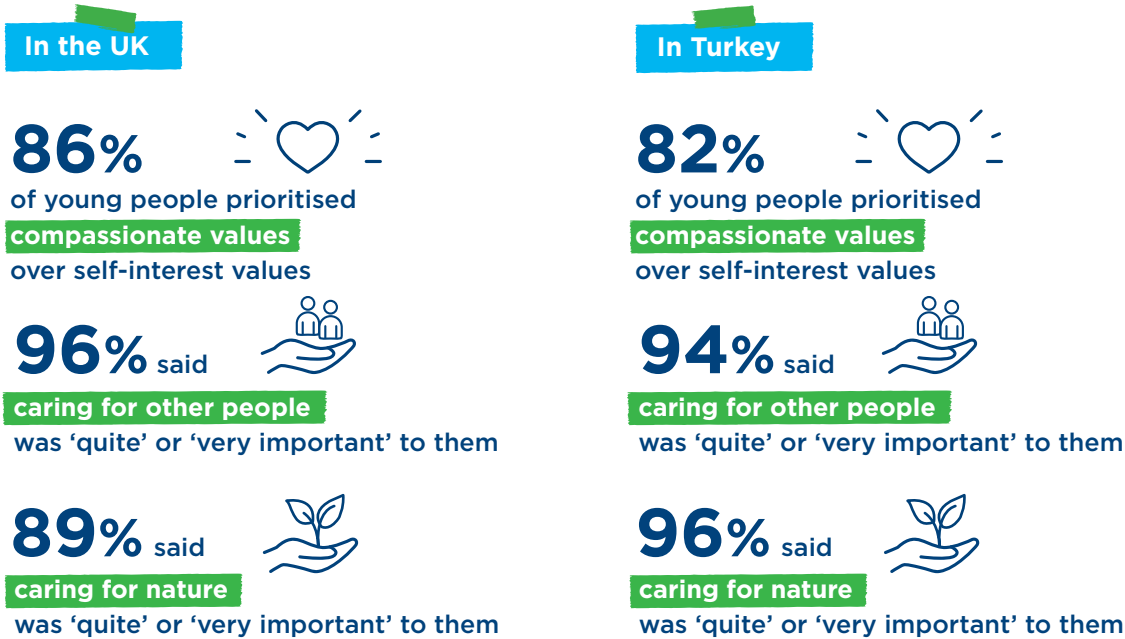 In the UK
86%
of young people prioritised
compassionate values
over self-interest values
96% said
caring for other people
was ‘quite’ or ‘very important’ to them
89% said
caring for nature
was ‘quite’ or ‘very important’ to them
In Turkey
82%
of young people prioritised
compassionate values
over self-interest values
94% said
caring for other people
was ‘quite’ or ‘very important’ to them
96% said
caring for nature
was ‘quite’ or ‘very important’ to them